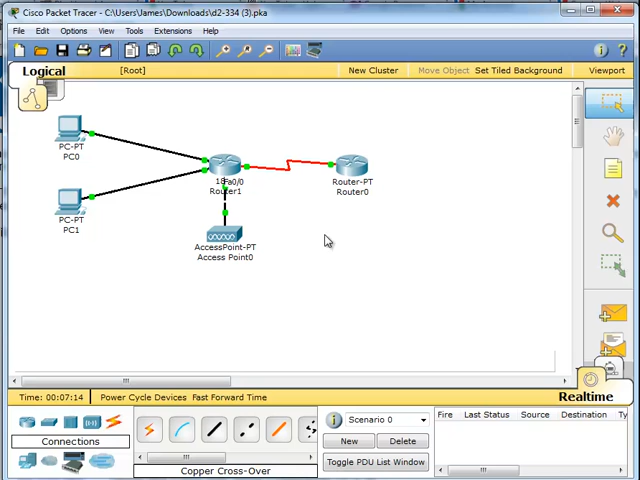 Cisco Packet Tracer - C:\Users\James\Downloads\d2-334 (3).pka
File Edit Options View Tools Extensions Help
Logical [Root] New Cluster Move Object Set Tiled Background Viewport
PC-PT
PC0
PC-PT
PC1
Fa0/0
Router1
Router-PT
Router0
AccessPoint-PT
Access Point0
Time: 00:07:14 Power Cycle Devices Fast Forward Time Realtime
Connections
Copper Cross-Over
Scenario 0
New Delete
Toggle PDU List Window
Fire Last Status Source Destination Ty